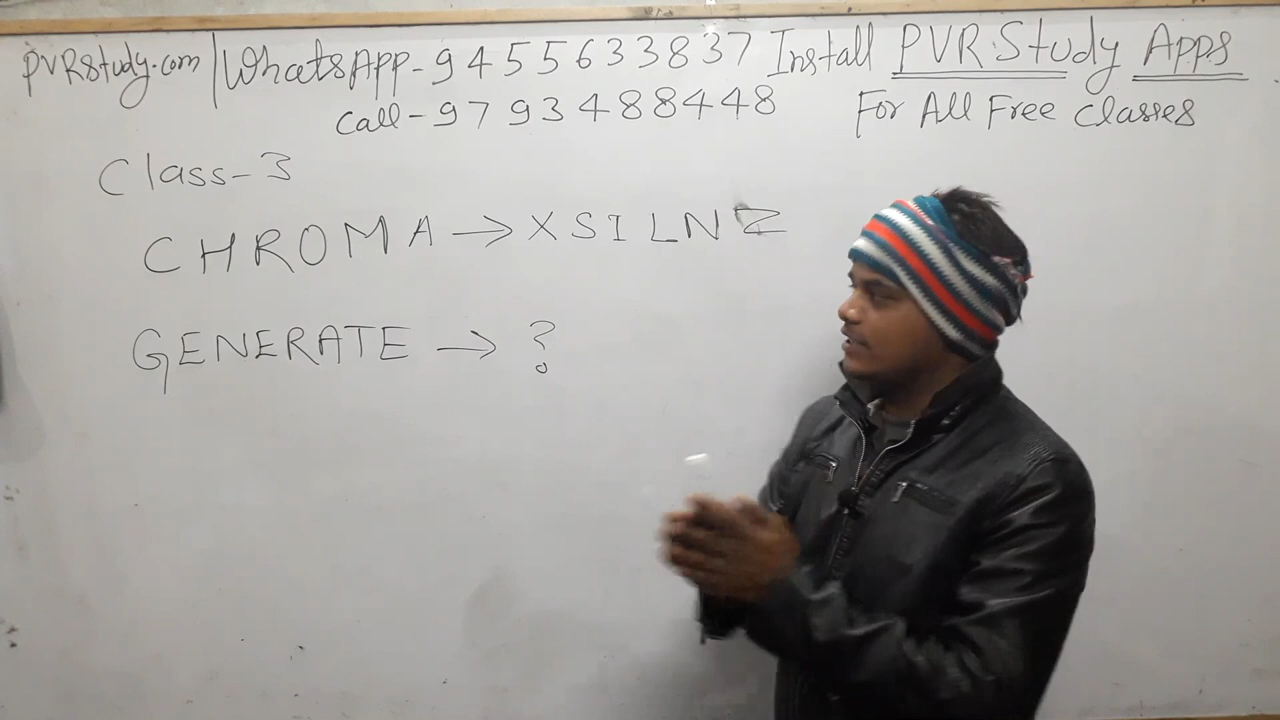 PVRstudy.com | WhatsApp-9455633837 Install PVR.Study Apps
Call-9793488448 For All Free Classes
Class-3
CHROMA → XSILNZ
GENERATE → ?